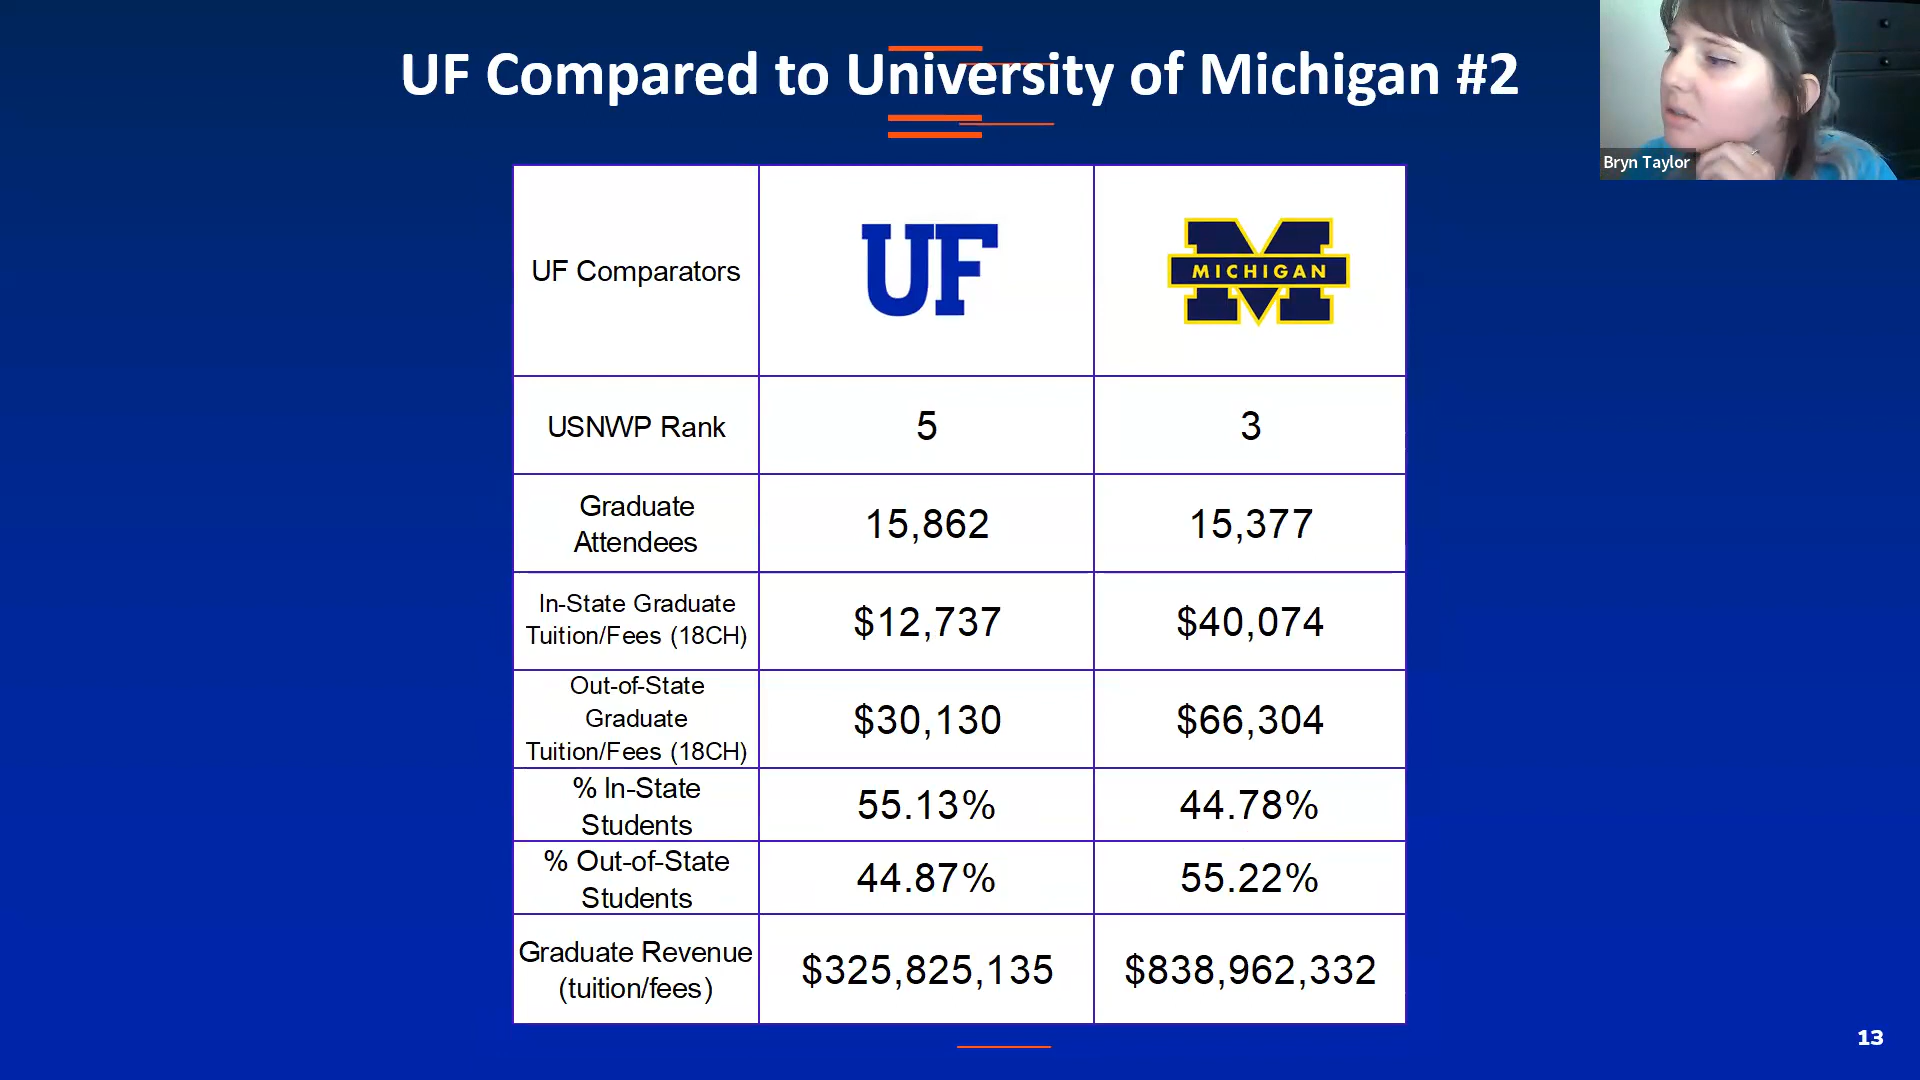 UF Compared to University of Michigan #2
Bryn Taylor
UF Comparators
UF
MICHIGAN
USNWP Rank
5
3
Graduate
Attendees
15,862
15,377
In-State Graduate
Tuition/Fees (18CH)
$12,737
$40,074
Out-of-State
Graduate
Tuition/Fees (18CH)
$30,130
$66,304
% In-State
Students
55.13%
44.78%
% Out-of-State
Students
44.87%
55.22%
Graduate Revenue
(tuition/fees)
$325,825,135
$838,962,332
13